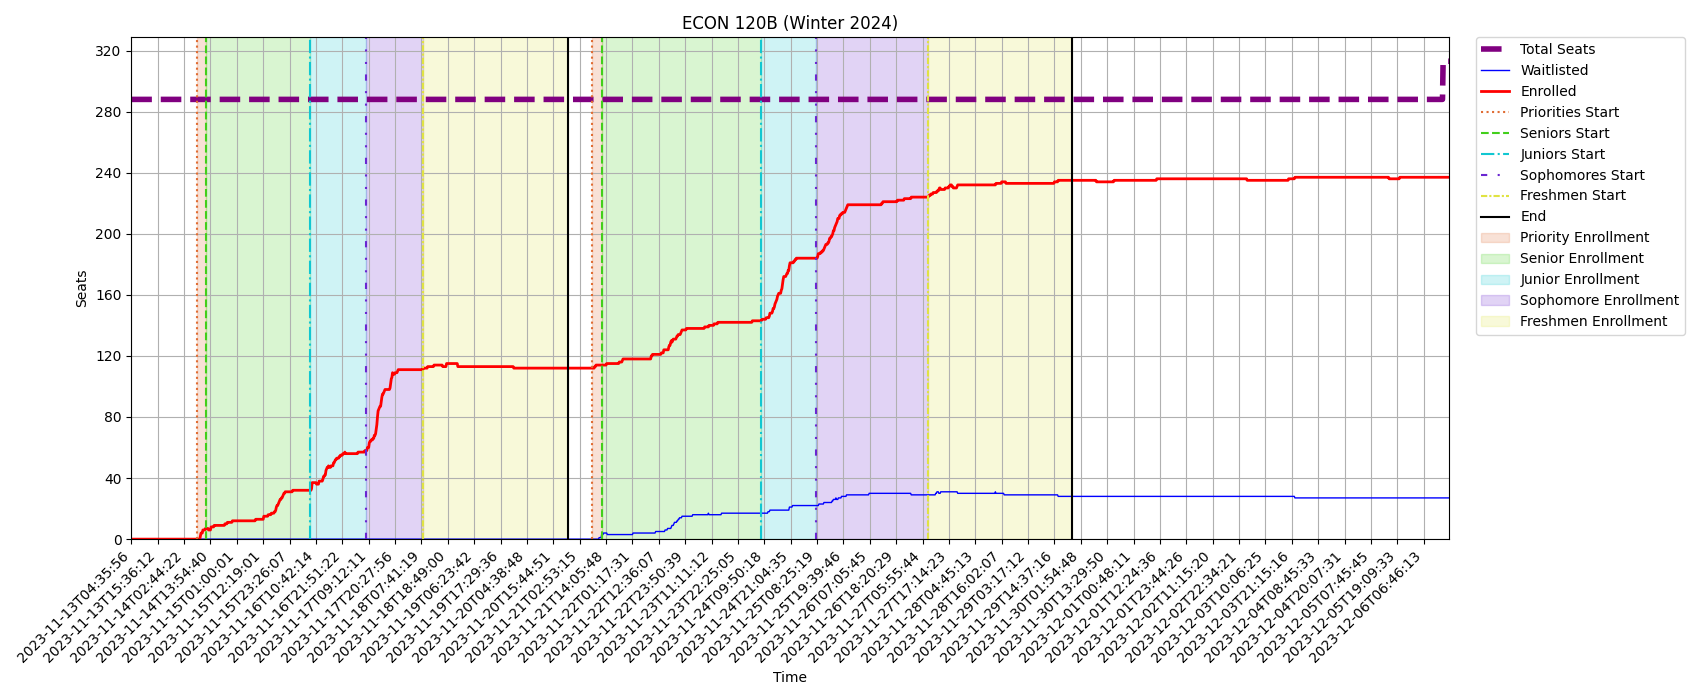 ECON 120B (Winter 2024)
320
280
240
200
160
120
80
40
0
Seats
2023-11-13T04:35:56
2023-11-13T15:36:12
2023-11-14T02:44:22
2023-11-14T13:54:40
2023-11-15T01:00:01
2023-11-15T12:19:01
2023-11-15T23:26:07
2023-11-16T10:42:14
2023-11-16T21:51:22
2023-11-17T09:12:11
2023-11-17T20:27:56
2023-11-18T07:41:19
2023-11-18T18:49:00
2023-11-19T06:23:42
2023-11-19T17:29:36
2023-11-20T04:38:48
2023-11-20T15:44:51
2023-11-21T02:53:15
2023-11-21T14:05:48
2023-11-22T01:17:31
2023-11-22T12:36:07
2023-11-22T23:50:39
2023-11-23T11:11:12
2023-11-23T22:25:05
2023-11-24T09:50:18
2023-11-24T21:04:35
2023-11-25T08:25:19
2023-11-25T19:39:46
2023-11-26T07:05:45
2023-11-26T18:20:29
2023-11-27T05:55:44
2023-11-27T17:14:23
2023-11-28T04:45:13
2023-11-28T16:02:07
2023-11-29T03:17:12
2023-11-29T14:37:16
2023-11-30T01:54:48
2023-11-30T13:29:50
2023-12-01T00:48:11
2023-12-01T12:24:36
2023-12-01T23:44:26
2023-12-02T11:15:20
2023-12-02T22:34:21
2023-12-03T10:06:25
2023-12-03T21:15:16
2023-12-04T08:45:33
2023-12-04T20:07:31
2023-12-05T07:45:45
2023-12-05T19:09:33
2023-12-06T06:46:13
Time
Total Seats
Waitlisted
Enrolled
Priorities Start
Seniors Start
Juniors Start
Sophomores Start
Freshmen Start
End
Priority Enrollment
Senior Enrollment
Junior Enrollment
Sophomore Enrollment
Freshmen Enrollment